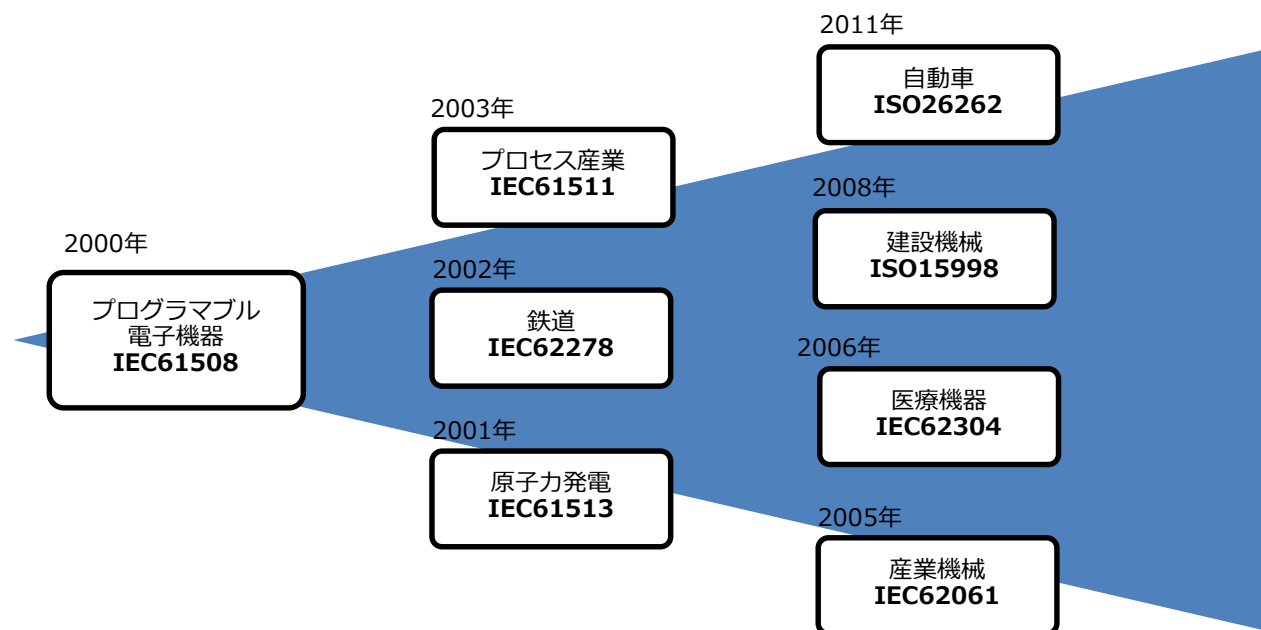 2000年
プログラマブル
電子機器
IEC61508
2003年
プロセス産業
IEC61511
2002年
鉄道
IEC62278
2001年
原子力発電
IEC61513
2011年
自動車
ISO26262
2008年
建設機械
ISO15998
2006年
医療機器
IEC62304
2005年
産業機械
IEC62061